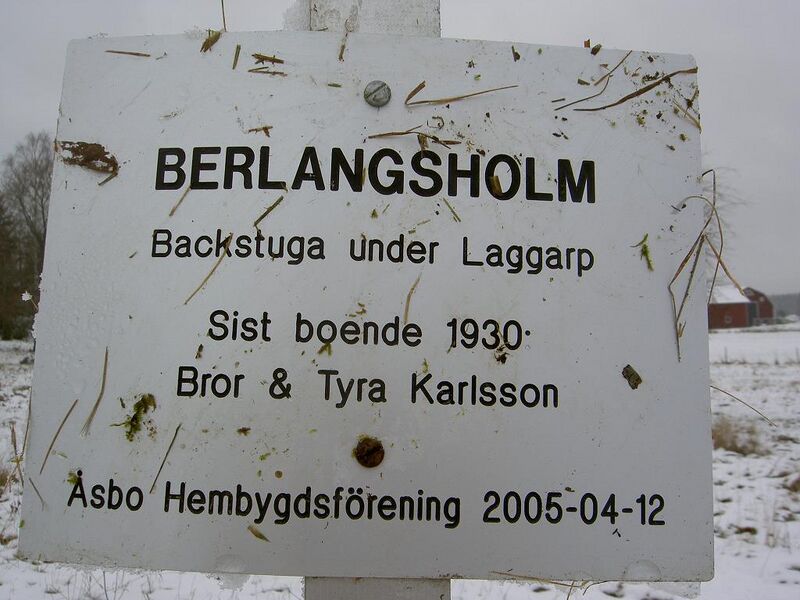 BERLANGSHOLM
Backstuga under Laggarp
Sist boende 1930
Bror & Tyra Karlsson
Åsbo Hembygdsförening 2005-04-12